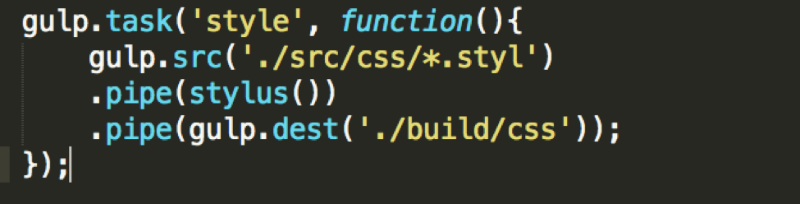 gulp.task('style', function(){
    gulp.src('./src/css/*.styl')
    .pipe(stylus())
    .pipe(gulp.dest('./build/css'));
});